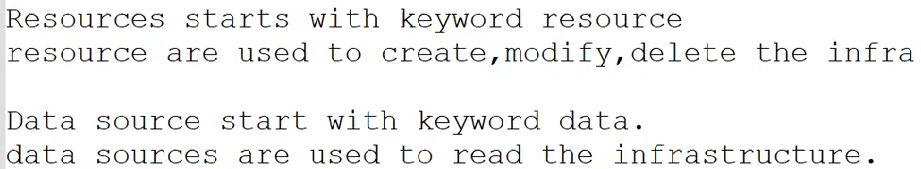 Resources starts with keyword resource
resource are used to create,modify,delete the infra
Data source start with keyword data.
data sources are used to read the infrastructure.